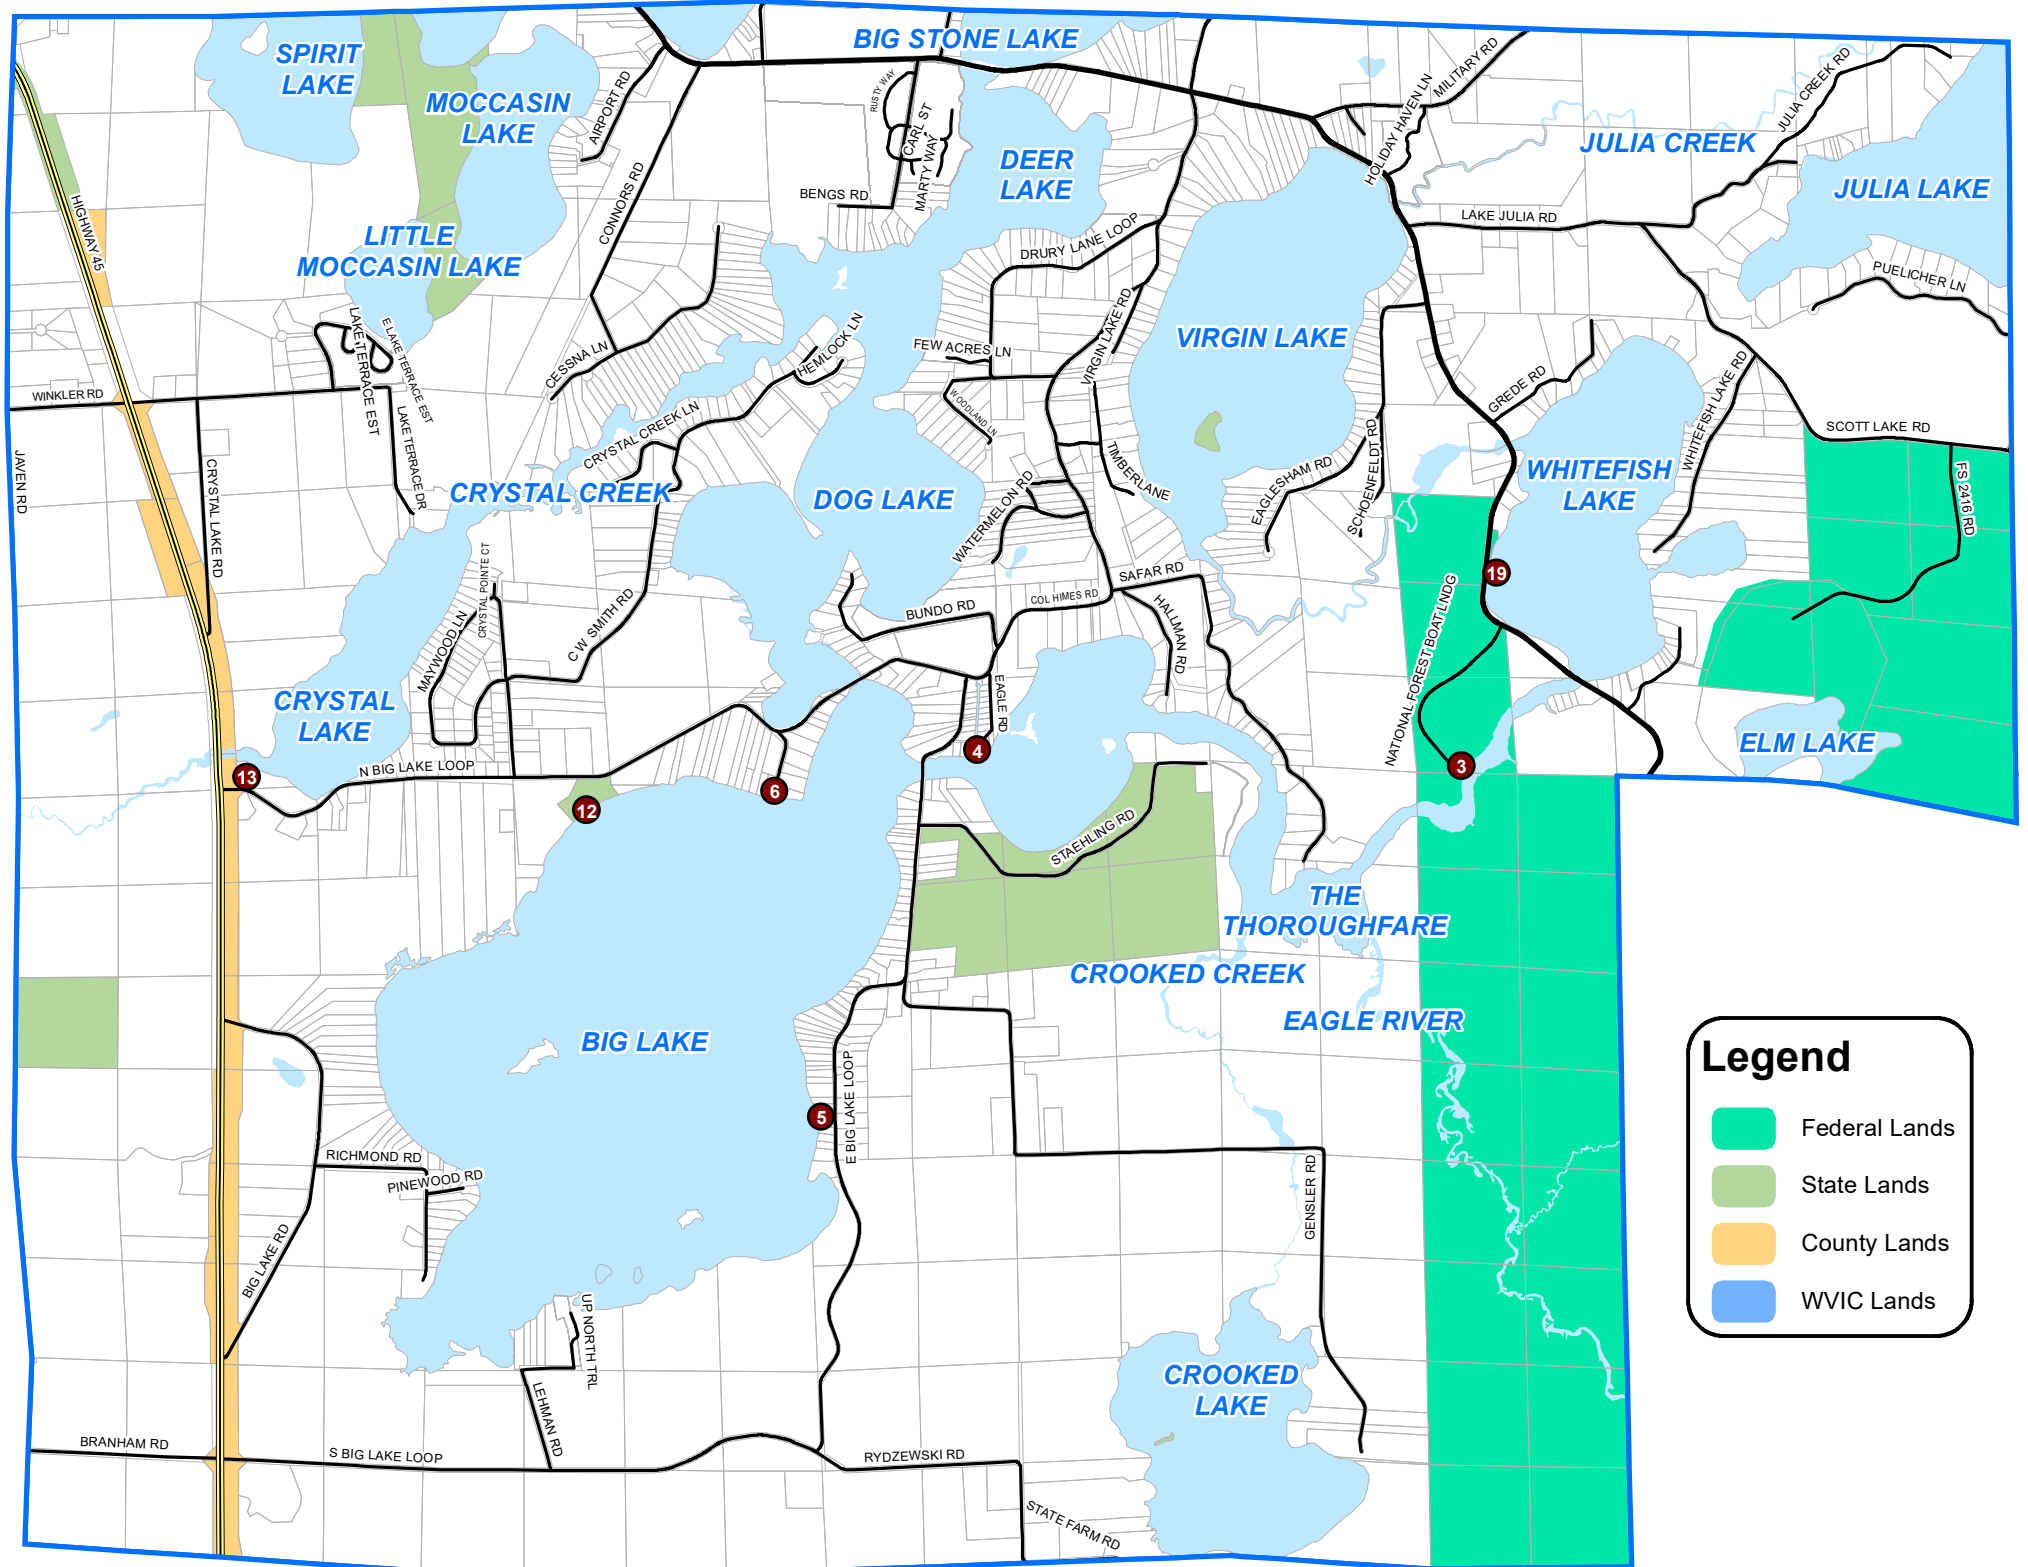 SPIRIT
LAKE
BIG STONE LAKE
MOCCASIN
LAKE
AIRPORT RD
RUSTY WAY
CARL ST
MARTY WAY
BENGS RD
DEER
LAKE
MILITARY RD
HOLIDAY HAVEN LN
JULIA CREEK RD
JULIA CREEK
JULIA LAKE
LAKE JULIA RD
PUELICHER LN
HIGHWAY 45
LITTLE
MOCCASIN LAKE
CONNORS RD
DRURY LANE LOOP
VIRGIN LAKE RD
VIRGIN LAKE
LAKE TERRACE EST
E LAKE TERRACE EST
LAKE TERRACE DR
WINKLER RD
JAVEN RD
CRYSTAL LAKE RD
CESSNA LN
HEMLOCK LN
FEW ACRES LN
WOODLAND LN
CRYSTAL CREEK LN
CRYSTAL CREEK
DOG LAKE
WATERMELON RD
TIMBERLANE
EAGLESHAM RD
SCHOENFELDT RD
GREDE RD
WHITEFISH LAKE RD
WHITEFISH
LAKE
SCOTT LAKE RD
FS 2416 RD
CRYSTAL POINTE CT
MAYWOOD LN
C W SMITH RD
BUNDO RD
COL HIMES RD
SAFAR RD
HALLMAN RD
EAGLE RD
NATIONAL FOREST BOAT LNDG
19
CRYSTAL
LAKE
13
N BIG LAKE LOOP
12
6
4
3
ELM LAKE
STAEHLING RD
THE
THOROUGHFARE
CROOKED CREEK
EAGLE RIVER
BIG LAKE
5
E BIG LAKE LOOP
RICHMOND RD
PINEWOOD RD
BIG LAKE RD
GENSLER RD
UP NORTH TRL
LEHMAN RD
CROOKED
LAKE
BRANHAM RD
S BIG LAKE LOOP
RYDZEWSKI RD
STATE FARM RD
Legend
Federal Lands
State Lands
County Lands
WVIC Lands